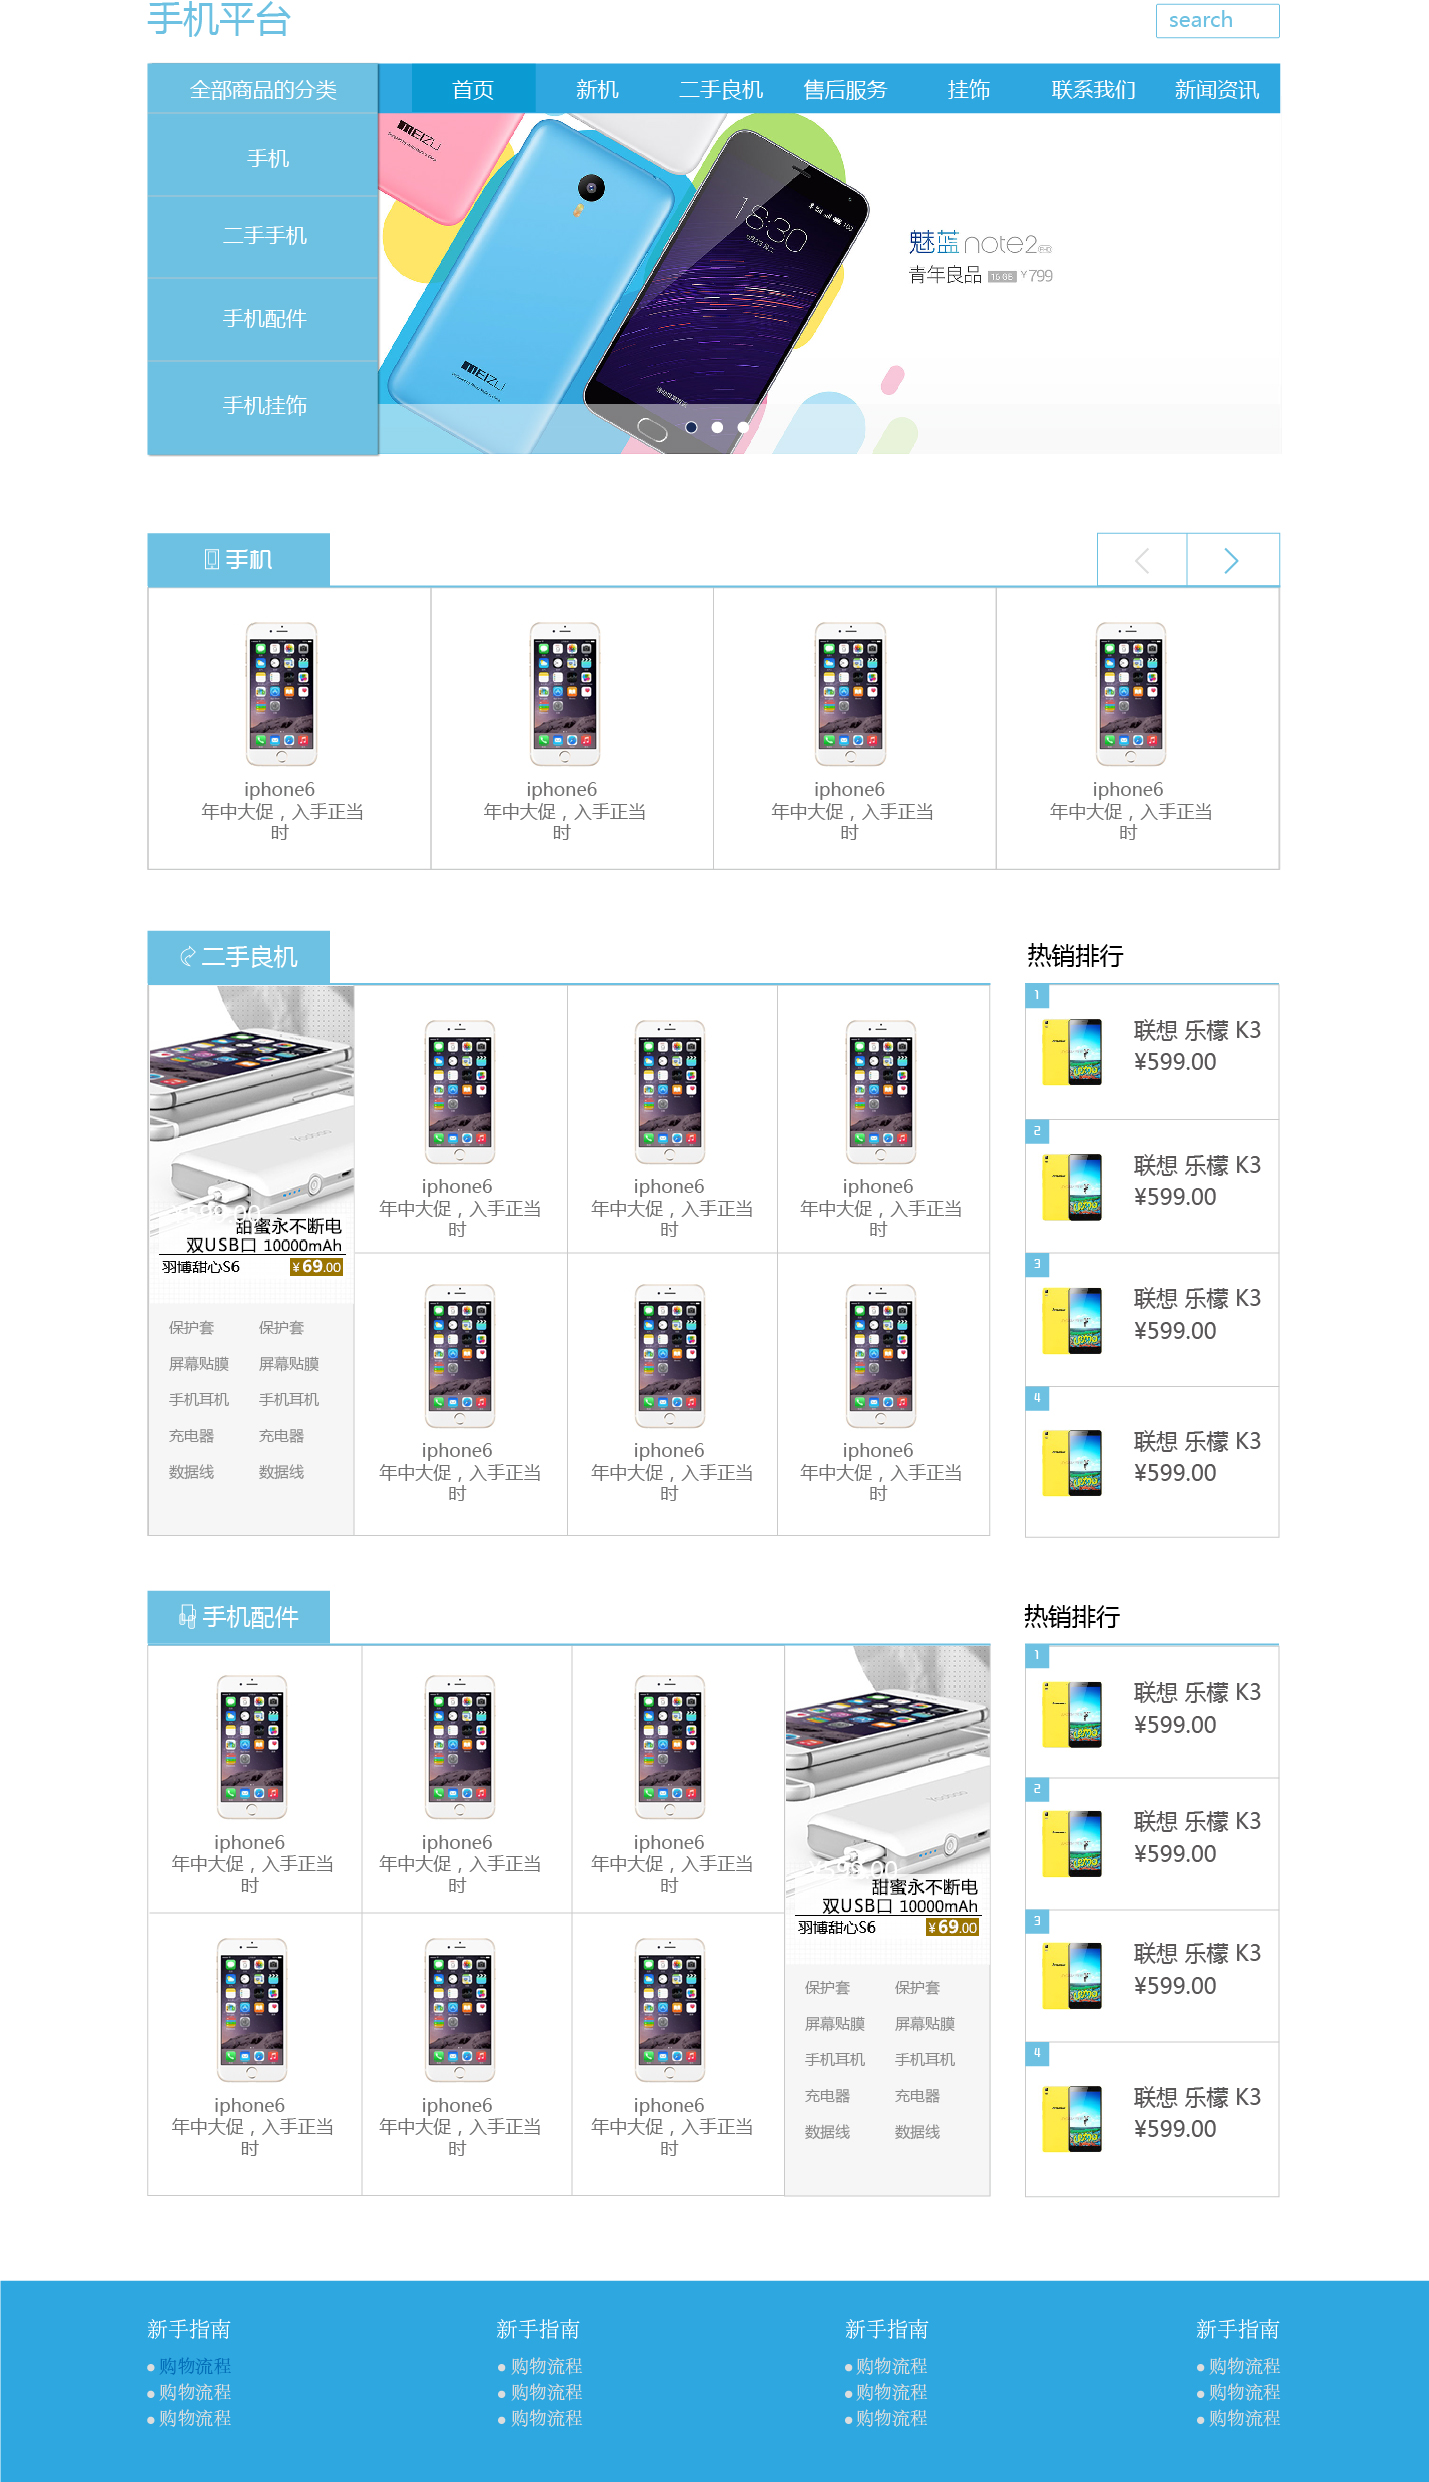 手机平台
search
全部商品的分类
首页
新机
二手良机
售后服务
挂饰
联系我们
新闻资讯
手机
二手手机
手机配件
手机挂饰
MEIZU
MEIZU
16:30
魅蓝 note2
青年良品 16GB ¥799
手机
iphone6
年中大促，入手正当
时
iphone6
年中大促，入手正当
时
iphone6
年中大促，入手正当
时
iphone6
年中大促，入手正当
时
二手良机
Yoobao
¥599.00
甜蜜永不断电
双USB口 10000mAh
羽博甜心S6
¥69.00
保护套 保护套
屏幕贴膜 屏幕贴膜
手机耳机 手机耳机
充电器 充电器
数据线 数据线
iphone6
年中大促，入手正当
时
iphone6
年中大促，入手正当
时
iphone6
年中大促，入手正当
时
iphone6
年中大促，入手正当
时
iphone6
年中大促，入手正当
时
iphone6
年中大促，入手正当
时
热销排行
1
联想 乐檬 K3
¥599.00
2
联想 乐檬 K3
¥599.00
3
联想 乐檬 K3
¥599.00
4
联想 乐檬 K3
¥599.00
手机配件
iphone6
年中大促，入手正当
时
iphone6
年中大促，入手正当
时
iphone6
年中大促，入手正当
时
iphone6
年中大促，入手正当
时
iphone6
年中大促，入手正当
时
iphone6
年中大促，入手正当
时
Yoobao
¥599.00
甜蜜永不断电
双USB口 10000mAh
羽博甜心S6
¥69.00
保护套 保护套
屏幕贴膜 屏幕贴膜
手机耳机 手机耳机
充电器 充电器
数据线 数据线
热销排行
1
联想 乐檬 K3
¥599.00
2
联想 乐檬 K3
¥599.00
3
联想 乐檬 K3
¥599.00
4
联想 乐檬 K3
¥599.00
新手指南
● 购物流程
● 购物流程
● 购物流程
新手指南
● 购物流程
● 购物流程
● 购物流程
新手指南
● 购物流程
● 购物流程
● 购物流程
新手指南
● 购物流程
● 购物流程
● 购物流程